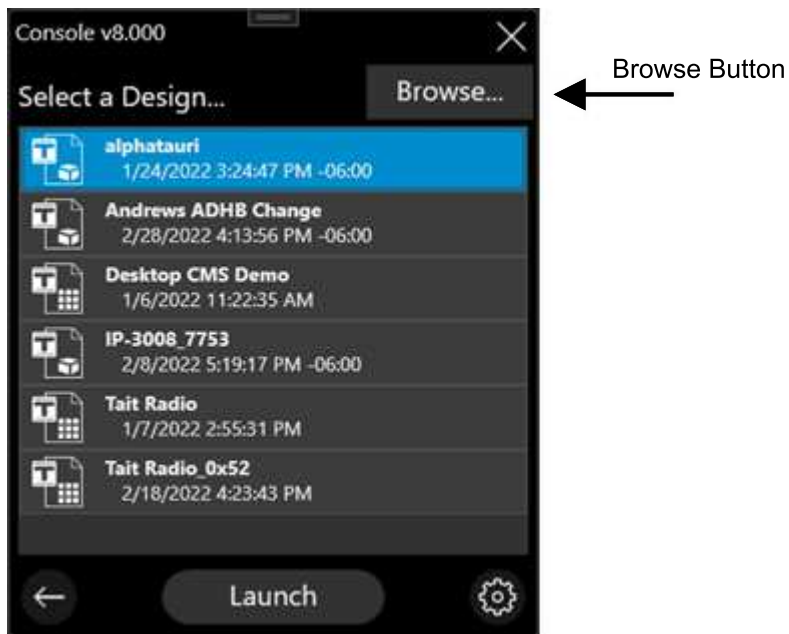 Console v8.000
Select a Design...
Browse...
Browse Button
alphatauri
1/24/2022 3:24:47 PM -06:00
Andrews ADHB Change
2/28/2022 4:13:56 PM -06:00
Desktop CMS Demo
1/6/2022 11:22:35 AM
IP-3008_7753
2/8/2022 5:19:17 PM -06:00
Tait Radio
1/7/2022 2:55:31 PM
Tait Radio_0x52
2/18/2022 4:23:43 PM
Launch